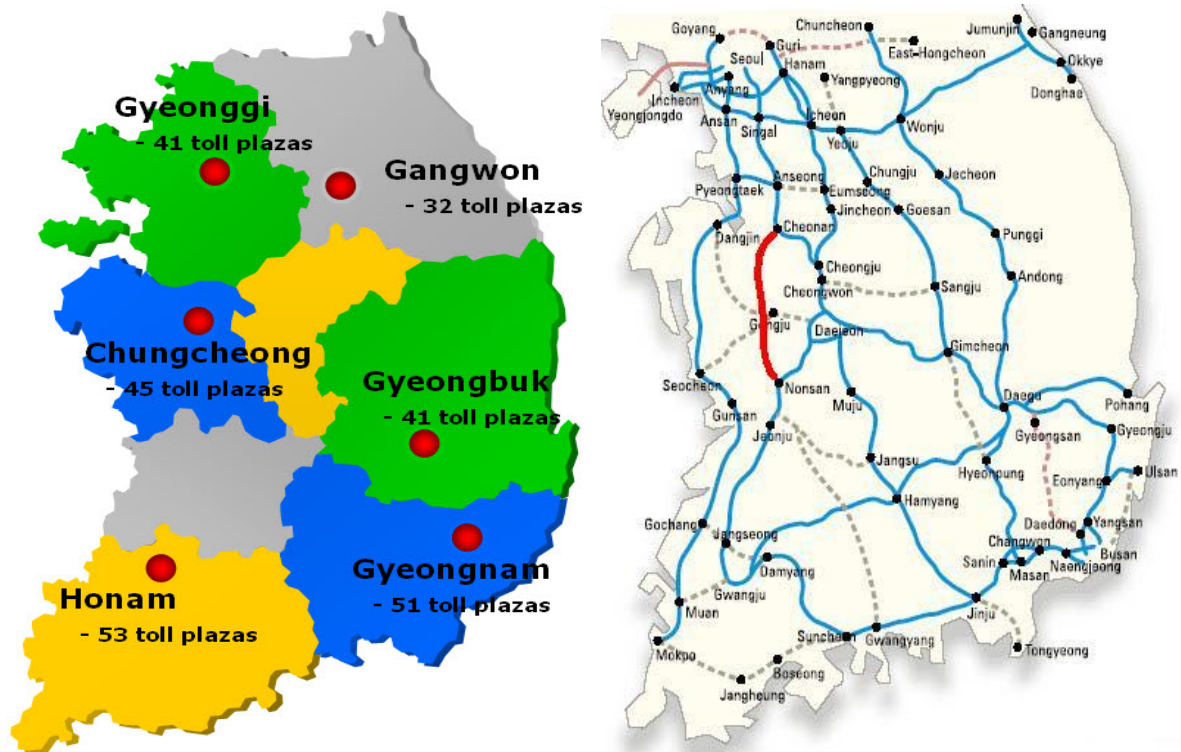 Gyeonggi
- 41 toll plazas
Gangwon
- 32 toll plazas
Chungcheong
- 45 toll plazas
Gyeongbuk
- 41 toll plazas
Gyeongnam
- 51 toll plazas
Honam
- 53 toll plazas
Goyang
Chuncheon
Jumunjin
Gangneung
Guri
East-Hongcheon
Okkye
Seoul
Hanam
Yangpyeong
Donghae
Anyang
Incheon
Yeongjongdo
Ansan
Singal
Icheon
Yeoju
Wonju
Pyeongtaek
Anseong
Chungju
Jecheon
Eumseong
Jincheon
Goesan
Dangjin
Cheonan
Punggi
Cheongju
Andong
Cheongwon
Sangju
Gongju
Daejeon
Gimcheon
Seocheon
Nonsan
Muju
Daegu
Pohang
Gunsan
Jeonju
Gyeongsan
Gyeongju
Jangsu
Hyeonpung
Ulsan
Eonyang
Hamyang
Gochang
Jangseong
Daedong
Yangsan
Changwon
Busan
Damyang
Sanin
Masan
Naengjeong
Gwangju
Muan
Jinju
Suncheon
Gwangyang
Mokpo
Tongyeong
Boseong
Jangheung